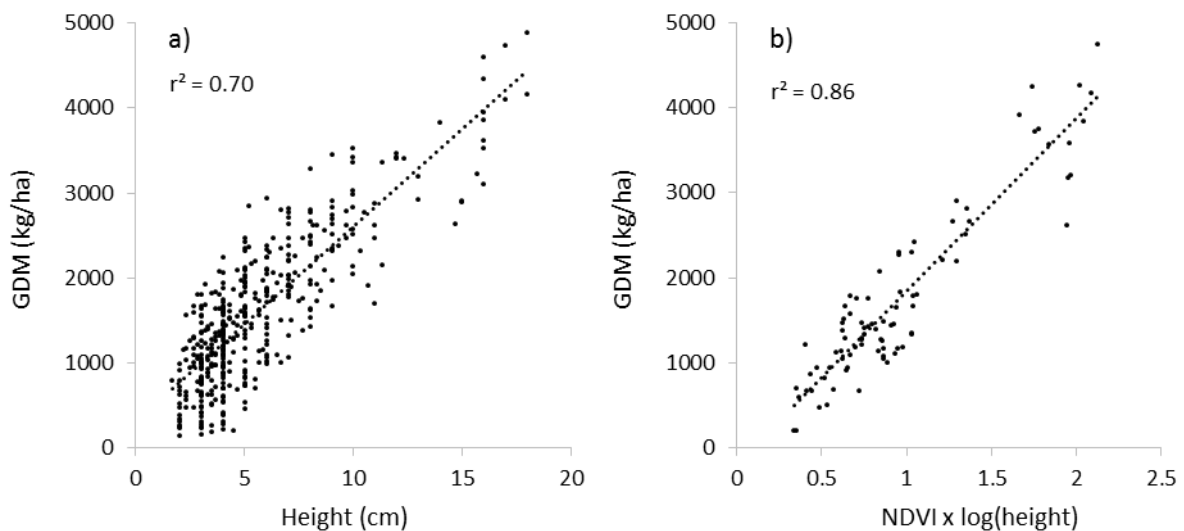 a)
r² = 0.70
GDM (kg/ha)
5000
4000
3000
2000
1000
0
0 5 10 15 20
Height (cm)
b)
r² = 0.86
GDM (kg/ha)
5000
4000
3000
2000
1000
0
0 0.5 1 1.5 2 2.5
NDVI x log(height)